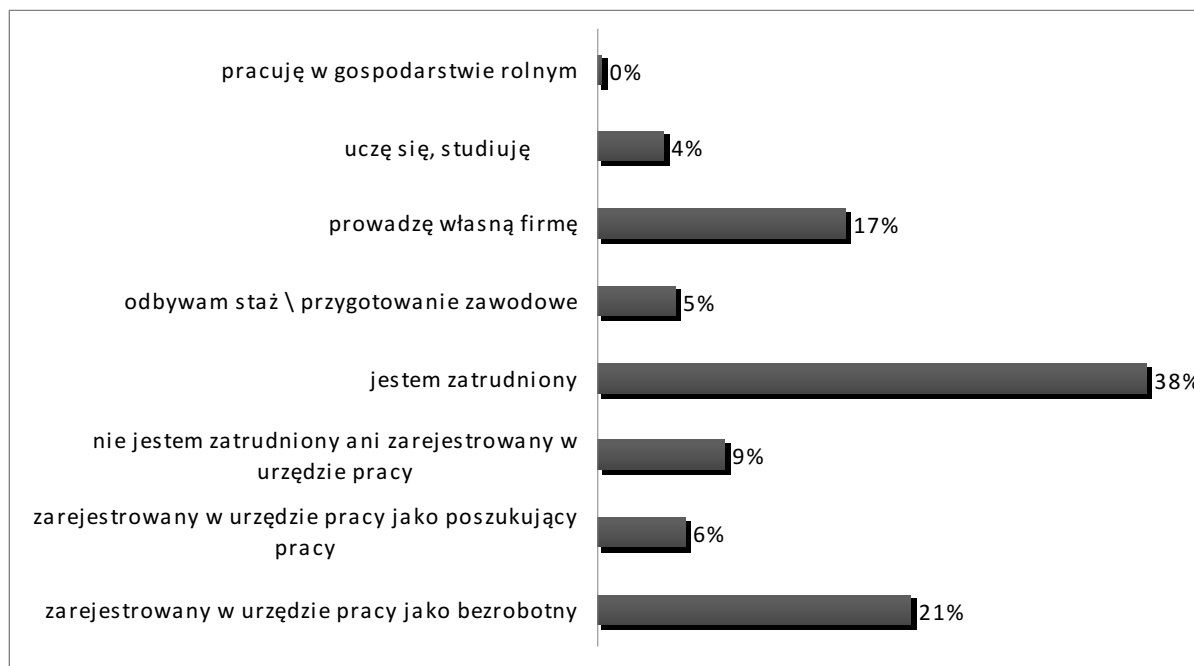 pracuję w gospodarstwie rolnym 0%
uczę się, studiuję 4%
prowadzę własną firmę 17%
odbywam staż \ przygotowanie zawodowe 5%
jestem zatrudniony 38%
nie jestem zatrudniony ani zarejestrowany w
urzędzie pracy 9%
zarejestrowany w urzędzie pracy jako poszukujący
pracy 6%
zarejestrowany w urzędzie pracy jako bezrobotny 21%